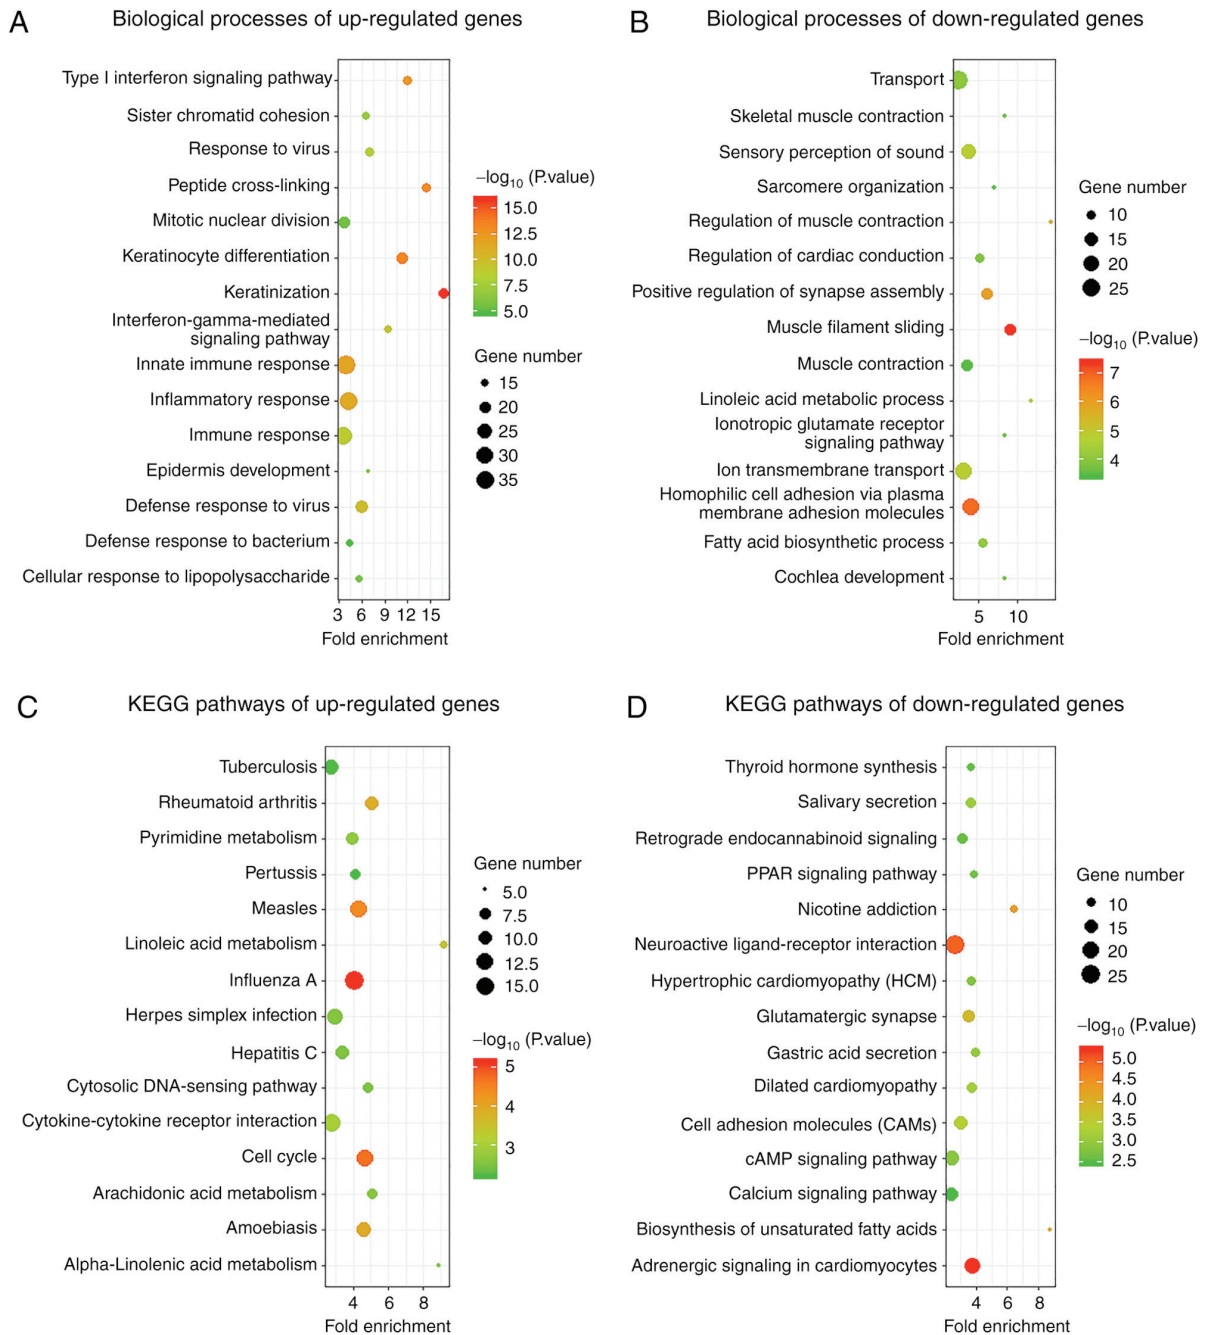 A
Biological processes of up-regulated genes
Type I interferon signaling pathway
Sister chromatid cohesion
Response to virus
Peptide cross-linking
Mitotic nuclear division
Keratinocyte differentiation
Keratinization
Interferon-gamma-mediated
signaling pathway
Innate immune response
Inflammatory response
Immune response
Epidermis development
Defense response to virus
Defense response to bacterium
Cellular response to lipopolysaccharide
3 6 9 12 15
Fold enrichment
−log10 (P.value)
15.0
12.5
10.0
7.5
5.0
Gene number
15
20
25
30
35
B
Biological processes of down-regulated genes
Transport
Skeletal muscle contraction
Sensory perception of sound
Sarcomere organization
Regulation of muscle contraction
Regulation of cardiac conduction
Positive regulation of synapse assembly
Muscle filament sliding
Muscle contraction
Linoleic acid metabolic process
Ionotropic glutamate receptor
signaling pathway
Ion transmembrane transport
Homophilic cell adhesion via plasma
membrane adhesion molecules
Fatty acid biosynthetic process
Cochlea development
5 10
Fold enrichment
Gene number
10
15
20
25
−log10 (P.value)
7
6
5
4
C
KEGG pathways of up-regulated genes
Tuberculosis
Rheumatoid arthritis
Pyrimidine metabolism
Pertussis
Measles
Linoleic acid metabolism
Influenza A
Herpes simplex infection
Hepatitis C
Cytosolic DNA-sensing pathway
Cytokine-cytokine receptor interaction
Cell cycle
Arachidonic acid metabolism
Amoebiasis
Alpha-Linolenic acid metabolism
4 6 8
Fold enrichment
Gene number
5.0
7.5
10.0
12.5
15.0
−log10 (P.value)
5
4
3
D
KEGG pathways of down-regulated genes
Thyroid hormone synthesis
Salivary secretion
Retrograde endocannabinoid signaling
PPAR signaling pathway
Nicotine addiction
Neuroactive ligand-receptor interaction
Hypertrophic cardiomyopathy (HCM)
Glutamatergic synapse
Gastric acid secretion
Dilated cardiomyopathy
Cell adhesion molecules (CAMs)
cAMP signaling pathway
Calcium signaling pathway
Biosynthesis of unsaturated fatty acids
Adrenergic signaling in cardiomyocytes
4 6 8
Fold enrichment
Gene number
10
15
20
25
−log10 (P.value)
5.0
4.5
4.0
3.5
3.0
2.5